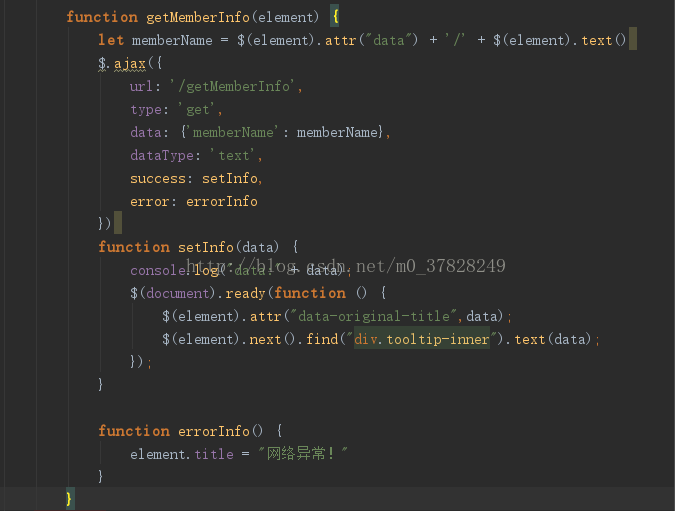 function getMemberInfo(element) {
let memberName = $(element).attr("data") + '/' + $(element).text()
$.ajax({
url: '/getMemberInfo',
type: 'get',
data: {'memberName': memberName},
dataType: 'text',
success: setInfo,
error: errorInfo
})
function setInfo(data) {
http://blog.csdn.net/m0_37828249
console.log("data:" + data);
$(document).ready(function () {
$(element).attr("data-original-title",data);
$(element).next().find("div.tooltip-inner").text(data);
});
}
function errorInfo() {
element.title = "网络异常！"
}
}